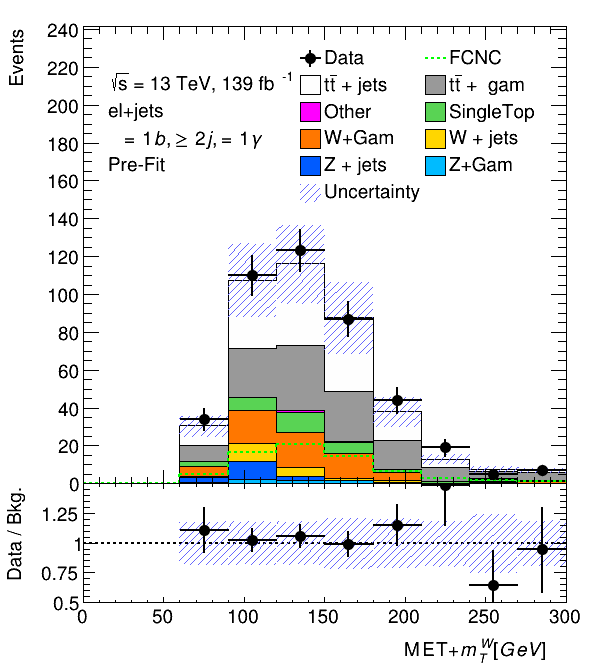 Events
240
220
200
180
160
140
120
100
80
60
40
20
0
√s = 13 TeV, 139 fb⁻¹
el+jets
= 1b, ≥ 2j, = 1γ
Pre-Fit
Data FCNC
tt̄ + jets tt̄ + gam
Other SingleTop
W+Gam W + jets
Z + jets Z+Gam
Uncertainty
Data / Bkg.
1.25
1
0.75
0.5
0 50 100 150 200 250 300
MET+m_T^W[GeV]